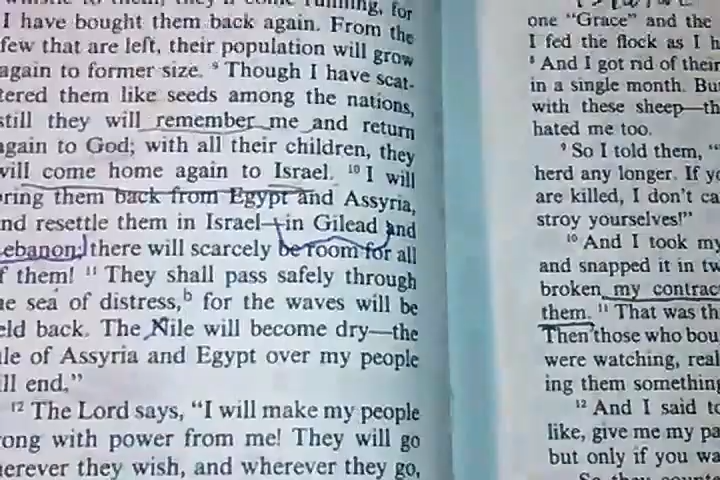 I have bought them back again. From the
few that are left, their population will grow
again to former size. ⁹ Though I have scat-
tered them like seeds among the nations,
still they will remember me and return
again to God; with all their children, they
will come home again to Israel. ¹⁰ I will
bring them back from Egypt and Assyria,
nd resettle them in Israel—in Gilead and
ebanon; there will scarcely be room for all
f them! ¹¹ They shall pass safely through
he sea of distress,ᵇ for the waves will be
eld back. The Nile will become dry—the
le of Assyria and Egypt over my people
ll end."
¹² The Lord says, "I will make my people
rong with power from me! They will go
herever they wish, and wherever they go,
one "Grace" and the
I fed the flock as I h
⁸ And I got rid of their
in a single month. But
with these sheep—th
hated me too.
⁹ So I told them, "
herd any longer. If yo
are killed, I don't ca
stroy yourselves!"
¹⁰ And I took my
and snapped it in tw
broken my contrac
them. ¹¹ That was th
Then those who bou
were watching, real
ing them something
¹² And I said to
like, give me my pa
but only if you wa